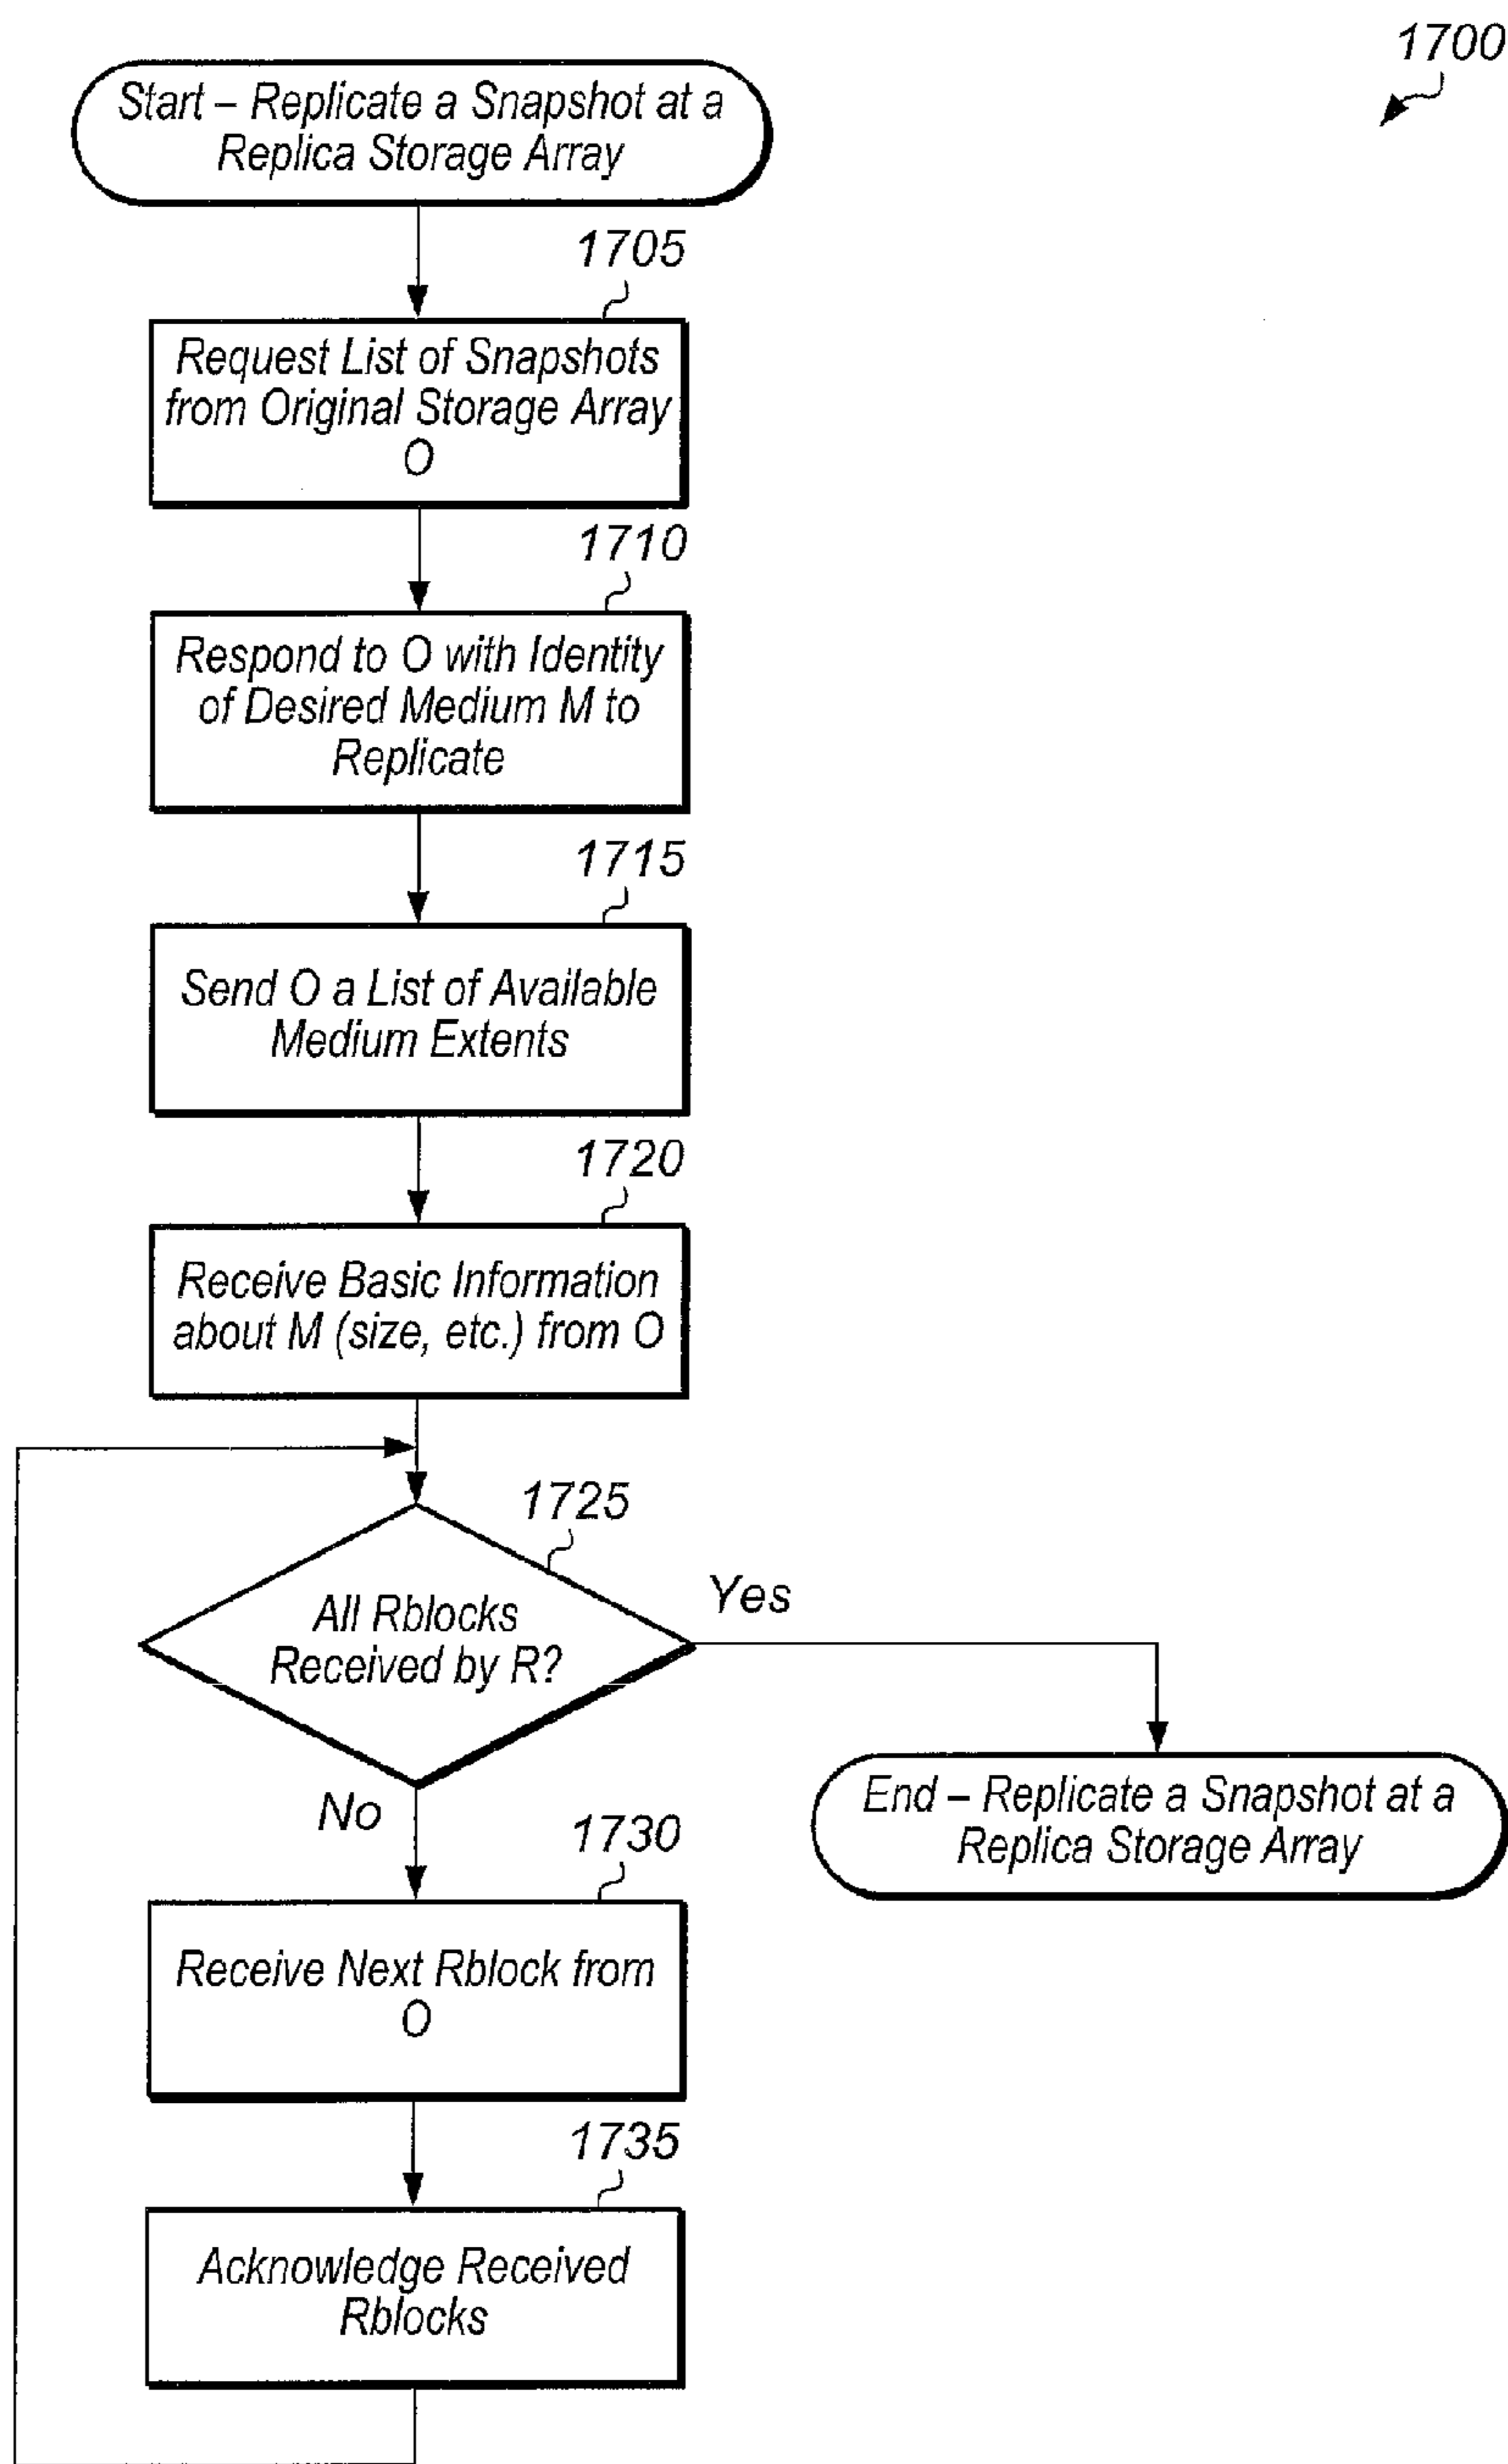 1700
Start – Replicate a Snapshot at a
Replica Storage Array
1705
Request List of Snapshots
from Original Storage Array
O
1710
Respond to O with Identity
of Desired Medium M to
Replicate
1715
Send O a List of Available
Medium Extents
1720
Receive Basic Information
about M (size, etc.) from O
1725
All Rblocks
Received by R?
Yes
No
End – Replicate a Snapshot at a
Replica Storage Array
1730
Receive Next Rblock from
O
1735
Acknowledge Received
Rblocks